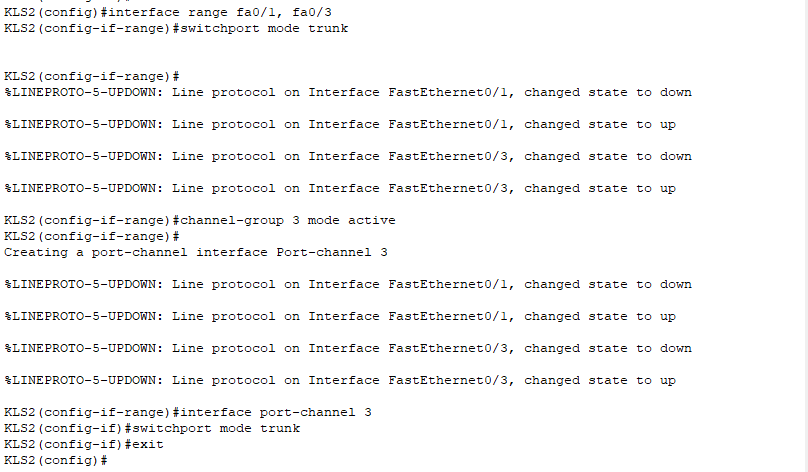 KLS2(config)#interface range fa0/1, fa0/3
KLS2(config-if-range)#switchport mode trunk
KLS2(config-if-range)#
%LINEPROTO-5-UPDOWN: Line protocol on Interface FastEthernet0/1, changed state to down
%LINEPROTO-5-UPDOWN: Line protocol on Interface FastEthernet0/1, changed state to up
%LINEPROTO-5-UPDOWN: Line protocol on Interface FastEthernet0/3, changed state to down
%LINEPROTO-5-UPDOWN: Line protocol on Interface FastEthernet0/3, changed state to up
KLS2(config-if-range)#channel-group 3 mode active
KLS2(config-if-range)#
Creating a port-channel interface Port-channel 3
%LINEPROTO-5-UPDOWN: Line protocol on Interface FastEthernet0/1, changed state to down
%LINEPROTO-5-UPDOWN: Line protocol on Interface FastEthernet0/1, changed state to up
%LINEPROTO-5-UPDOWN: Line protocol on Interface FastEthernet0/3, changed state to down
%LINEPROTO-5-UPDOWN: Line protocol on Interface FastEthernet0/3, changed state to up
KLS2(config-if-range)#interface port-channel 3
KLS2(config-if)#switchport mode trunk
KLS2(config-if)#exit
KLS2(config)#